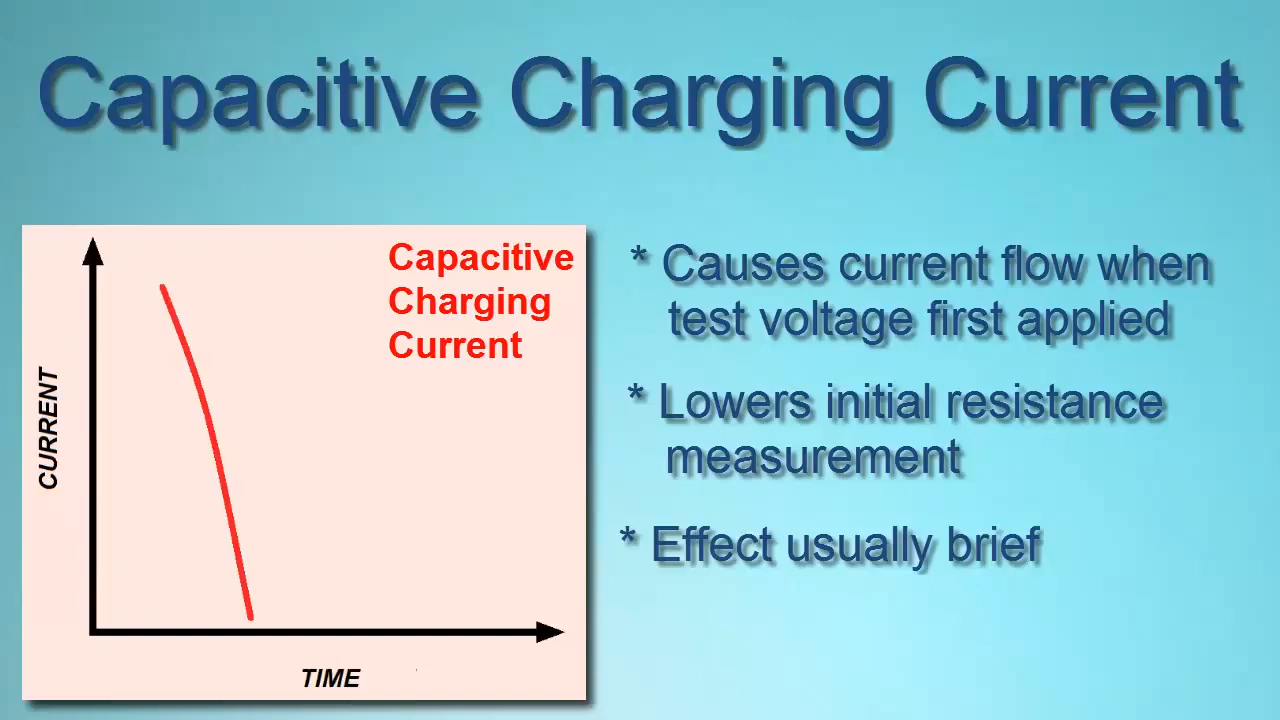 Capacitive Charging Current
Capacitive
Charging
Current
CURRENT
TIME
* Causes current flow when
test voltage first applied
* Lowers initial resistance
measurement
* Effect usually brief